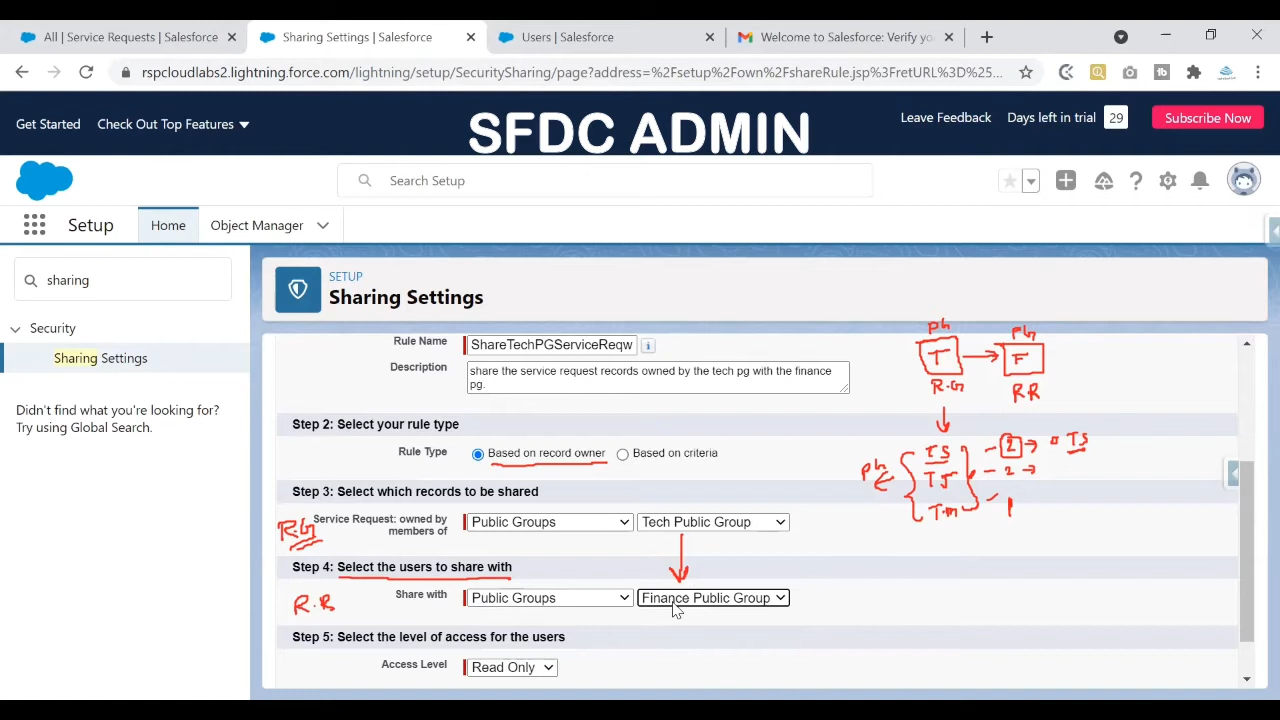 All | Service Requests | Salesforce
Sharing Settings | Salesforce
Users | Salesforce
Welcome to Salesforce: Verify yo
rspcloudlabs2.lightning.force.com/lightning/setup/SecuritySharing/page?address=%2Fsetup%2Fown%2FshareRule.jsp%3FretURL%3D%25...
Get Started
Check Out Top Features
SFDC ADMIN
Leave Feedback
Days left in trial
29
Subscribe Now
Search Setup
Setup
Home
Object Manager
sharing
Security
Sharing Settings
Didn't find what you're looking for?
Try using Global Search.
SETUP
Sharing Settings
Rule Name
ShareTechPGServiceReqw
Description
share the service request records owned by the tech pg with the finance
pg.
Step 2: Select your rule type
Rule Type
Based on record owner
Based on criteria
Step 3: Select which records to be shared
Service Request: owned by
members of
Public Groups
Tech Public Group
Step 4: Select the users to share with
Share with
Public Groups
Finance Public Group
Step 5: Select the level of access for the users
Access Level
Read Only
R.G
R.R
PG
PG
T
F
R.G
RR
PG
TS
2
TS
TJ
2
T.M
1